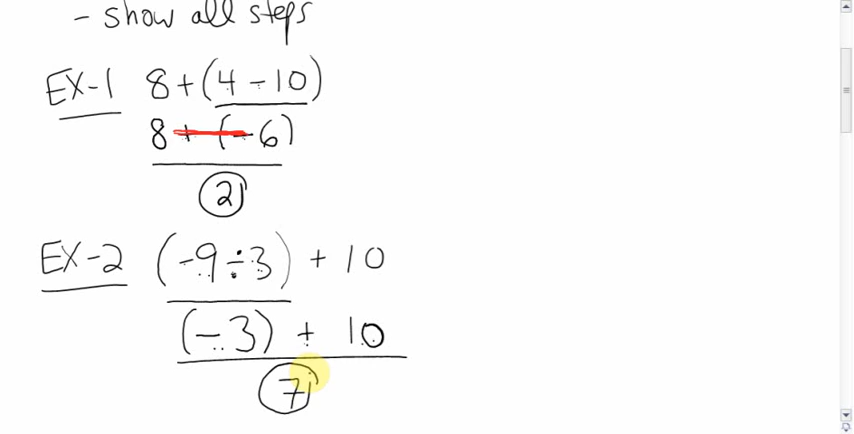 - show all steps
EX-1 8+(4-10)
8+(-6)
2
EX-2 (-9÷3) + 10
(-3) + 10
7